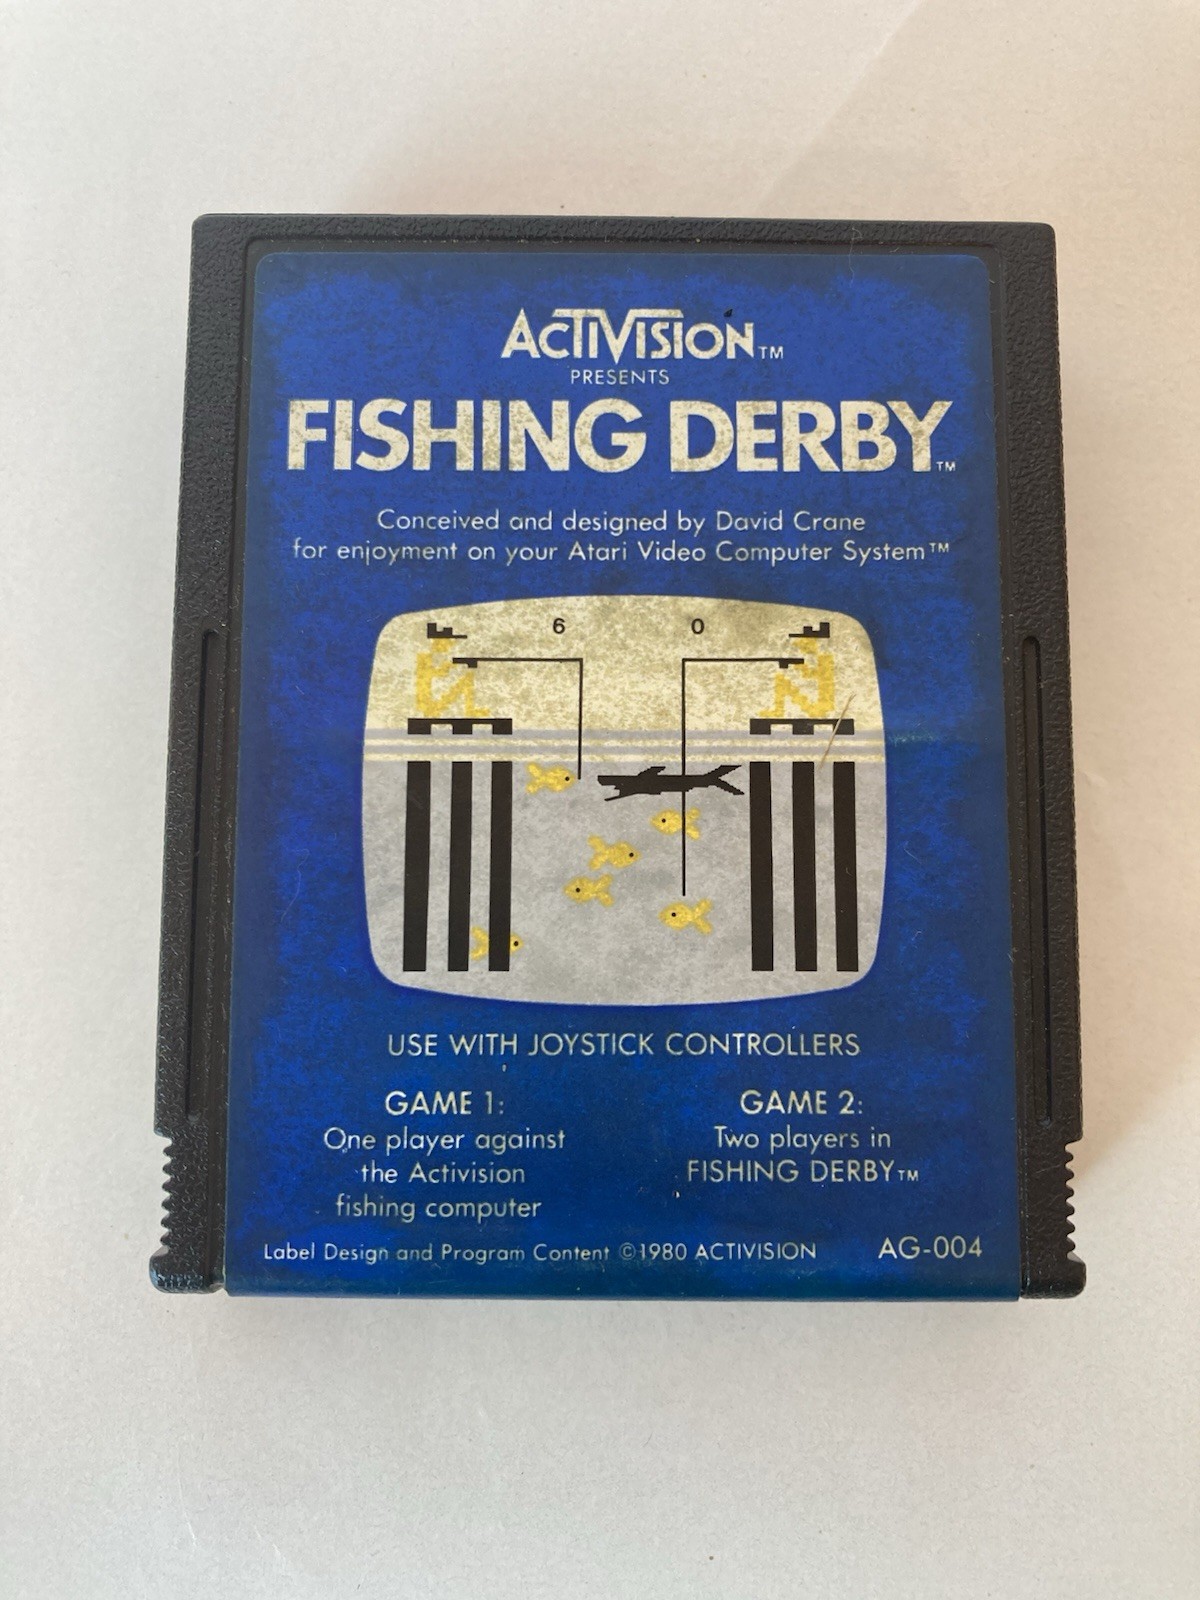 ACTIVISION™
PRESENTS
FISHING DERBY™
Conceived and designed by David Crane
for enjoyment on your Atari Video Computer System™
6 0
USE WITH JOYSTICK CONTROLLERS
GAME 1:
One player against
the Activision
fishing computer
GAME 2:
Two players in
FISHING DERBY™
Label Design and Program Content ©1980 ACTIVISION AG-004